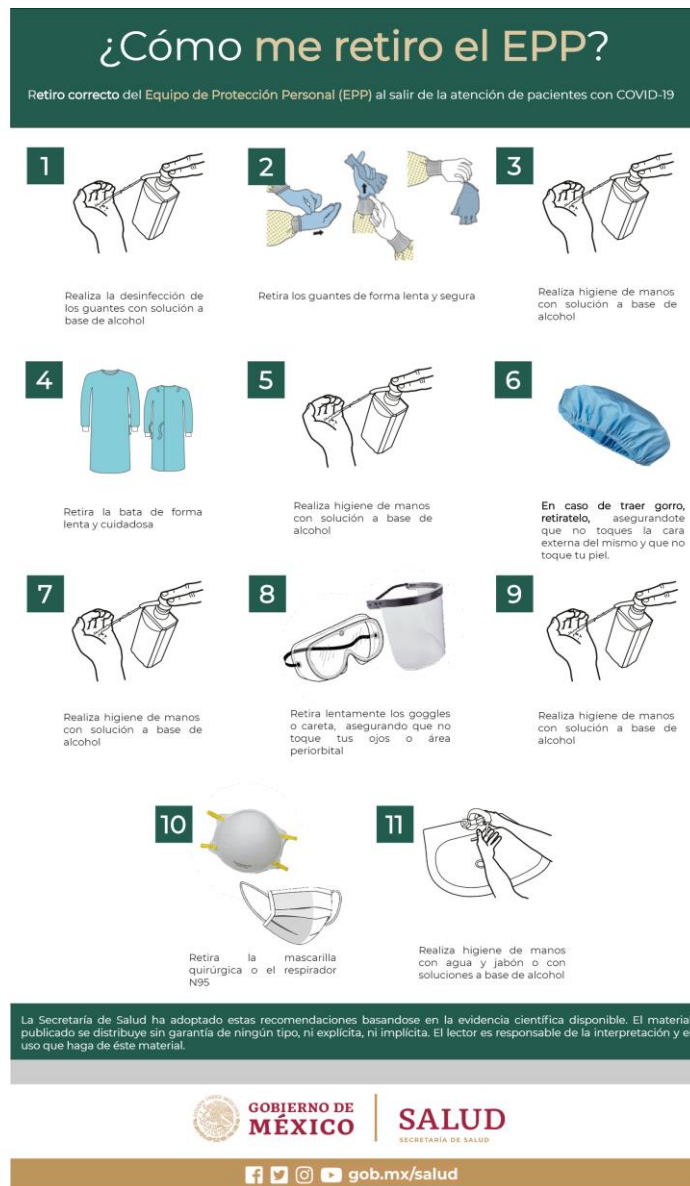 ¿Cómo me retiro el EPP?
Retiro correcto del Equipo de Protección Personal (EPP) al salir de la atención de pacientes con COVID-19
1
Realiza la desinfección de
los guantes con solución a
base de alcohol
2
Retira los guantes de forma lenta y segura
3
Realiza higiene de manos
con solución a base de
alcohol
4
Retira la bata de forma
lenta y cuidadosa
5
Realiza higiene de manos
con solución a base de
alcohol
6
En caso de traer gorro,
retiratelo, asegurandote
que no toques la cara
externa del mismo y que no
toque tu piel.
7
Realiza higiene de manos
con solución a base de
alcohol
8
Retira lentamente los goggles
o careta, asegurando que no
toque tus ojos o área
periorbital
9
Realiza higiene de manos
con solución a base de
alcohol
10
Retira la mascarilla
quirúrgica o el respirador
N95
11
Realiza higiene de manos
con agua y jabón o con
soluciones a base de alcohol
La Secretaría de Salud ha adoptado estas recomendaciones basandose en la evidencia científica disponible. El material
publicado se distribuye sin garantía de ningún tipo, ni explícita, ni implícita. El lector es responsable de la interpretación y e
uso que haga de éste material.
GOBIERNO DE
MÉXICO
SALUD
SECRETARÍA DE SALUD
gob.mx/salud